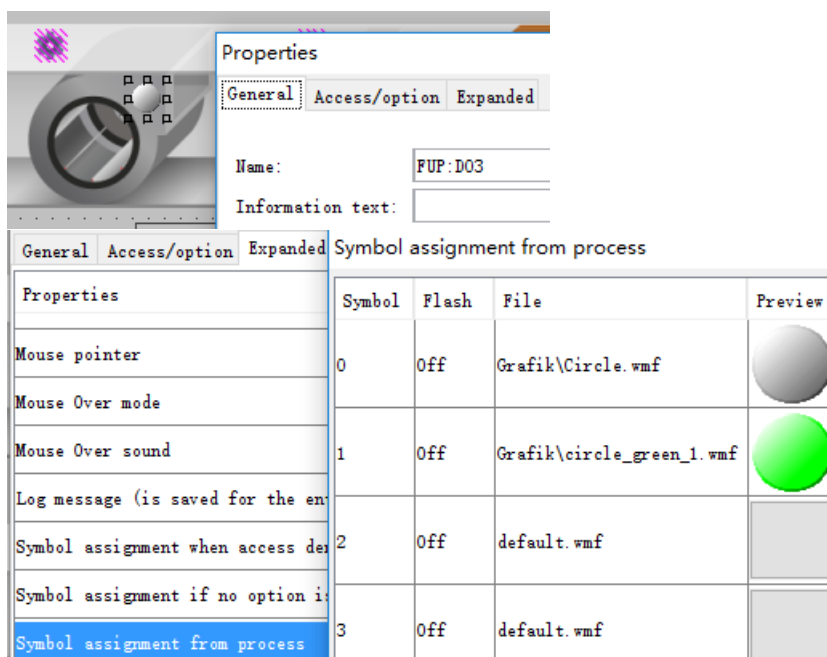 Properties
General Access/option Expanded
Name: FUP:DO3
Information text:
General Access/option Expanded
Properties
Mouse pointer
Mouse Over mode
Mouse Over sound
Log message (is saved for the en
Symbol assignment when access de
Symbol assignment if no option i
Symbol assignment from process
Symbol assignment from process
Symbol Flash File Preview
0 Off Grafik\Circle.wmf
1 Off Grafik\circle_green_1.wmf
2 Off default.wmf
3 Off default.wmf